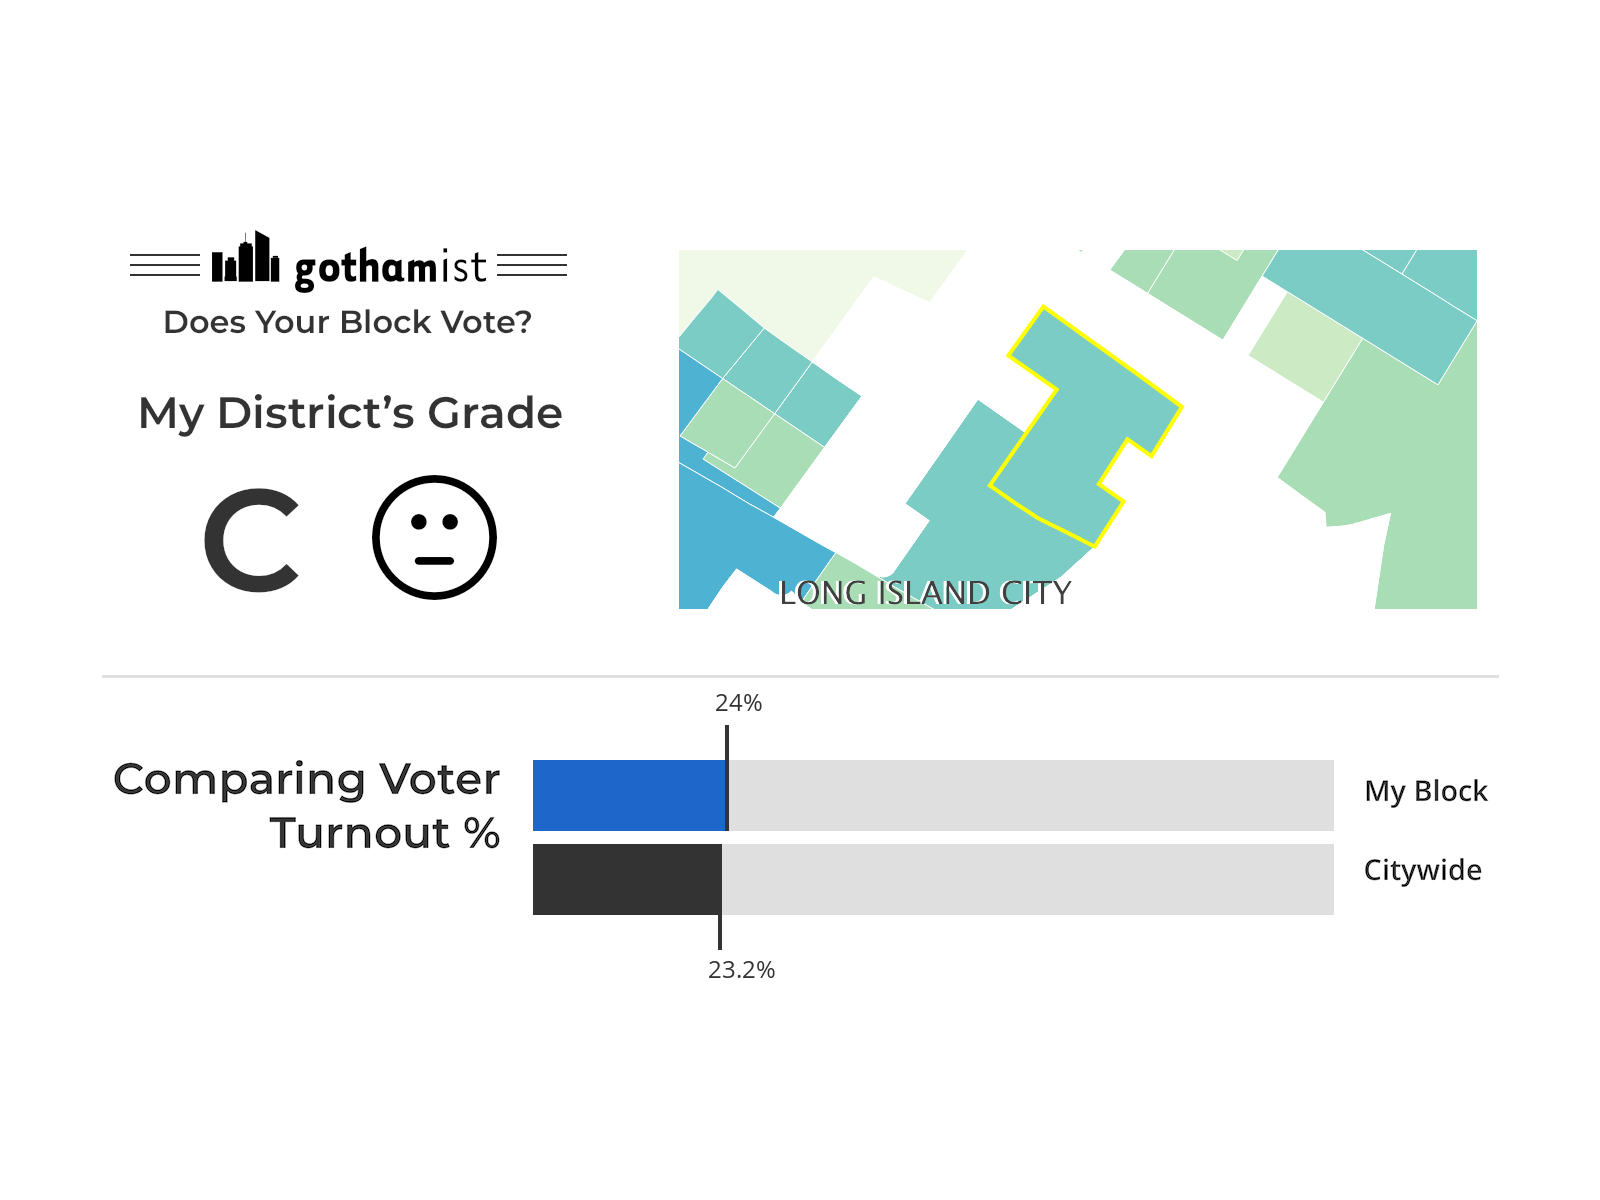 gothamist
Does Your Block Vote?
My District's Grade
C
LONG ISLAND CITY
24%
Comparing Voter
Turnout %
My Block
Citywide
23.2%